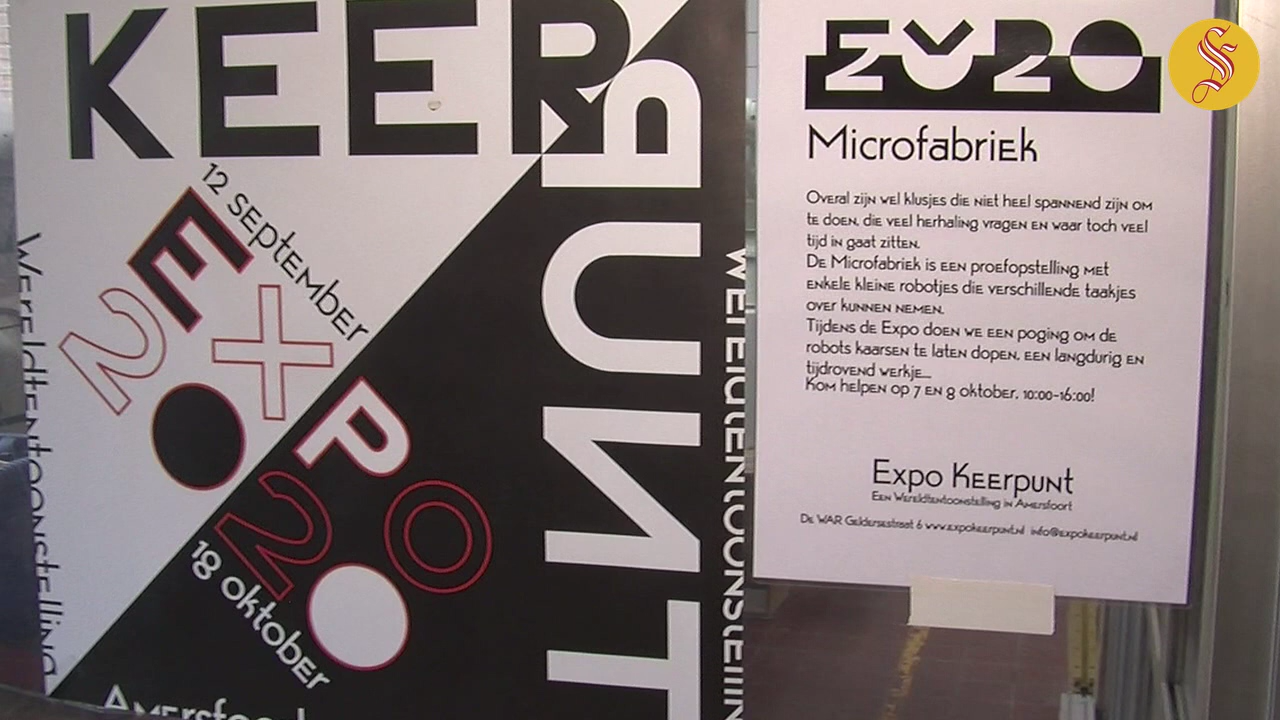 KEER
PUNT
12 september
EXPO
2020
18 oktober
Wereldtentoonstelling
Wereldtentoonstelling
Amersfoort
EXPO
2020
Microfabriek
Overal zijn wel klusjes die niet heel spannend zijn om
te doen, die veel herhaling vragen en waar toch veel
tijd in gaat zitten.
De Microfabriek is een proefopstelling met
enkele kleine robotjes die verschillende taakjes
over kunnen nemen.
Tijdens de Expo doen we een poging om de
robots kaarsen te laten dopen, een langdurig en
tijdrovend werkje...
Kom helpen op 7 en 8 oktober, 10:00-16:00!
Expo Keerpunt
Een Wereldtentoonstelling in Amersfoort
De WAR Geldersestraat 6 www.expokeerpunt.nl info@expokeerpunt.nl
S